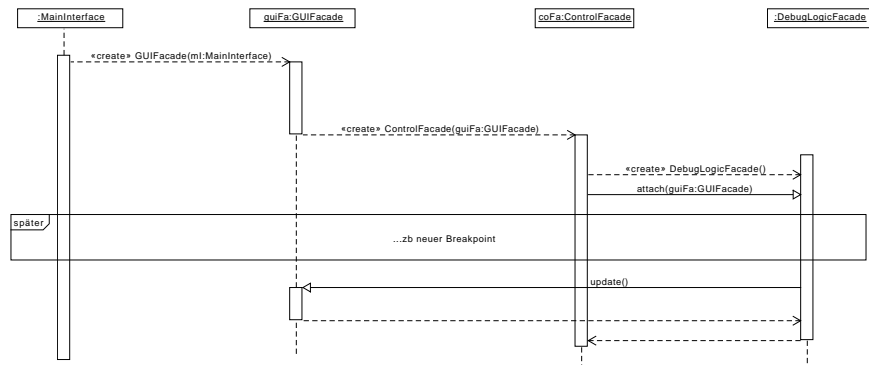 :MainInterface
guiFa:GUIFacade
coFa:ControlFacade
:DebugLogicFacade
«create» GUIFacade(mI:MainInterface)
«create» ControlFacade(guiFa:GUIFacade)
«create» DebugLogicFacade()
attach(guiFa:GUIFacade)
später
...zb neuer Breakpoint
update()